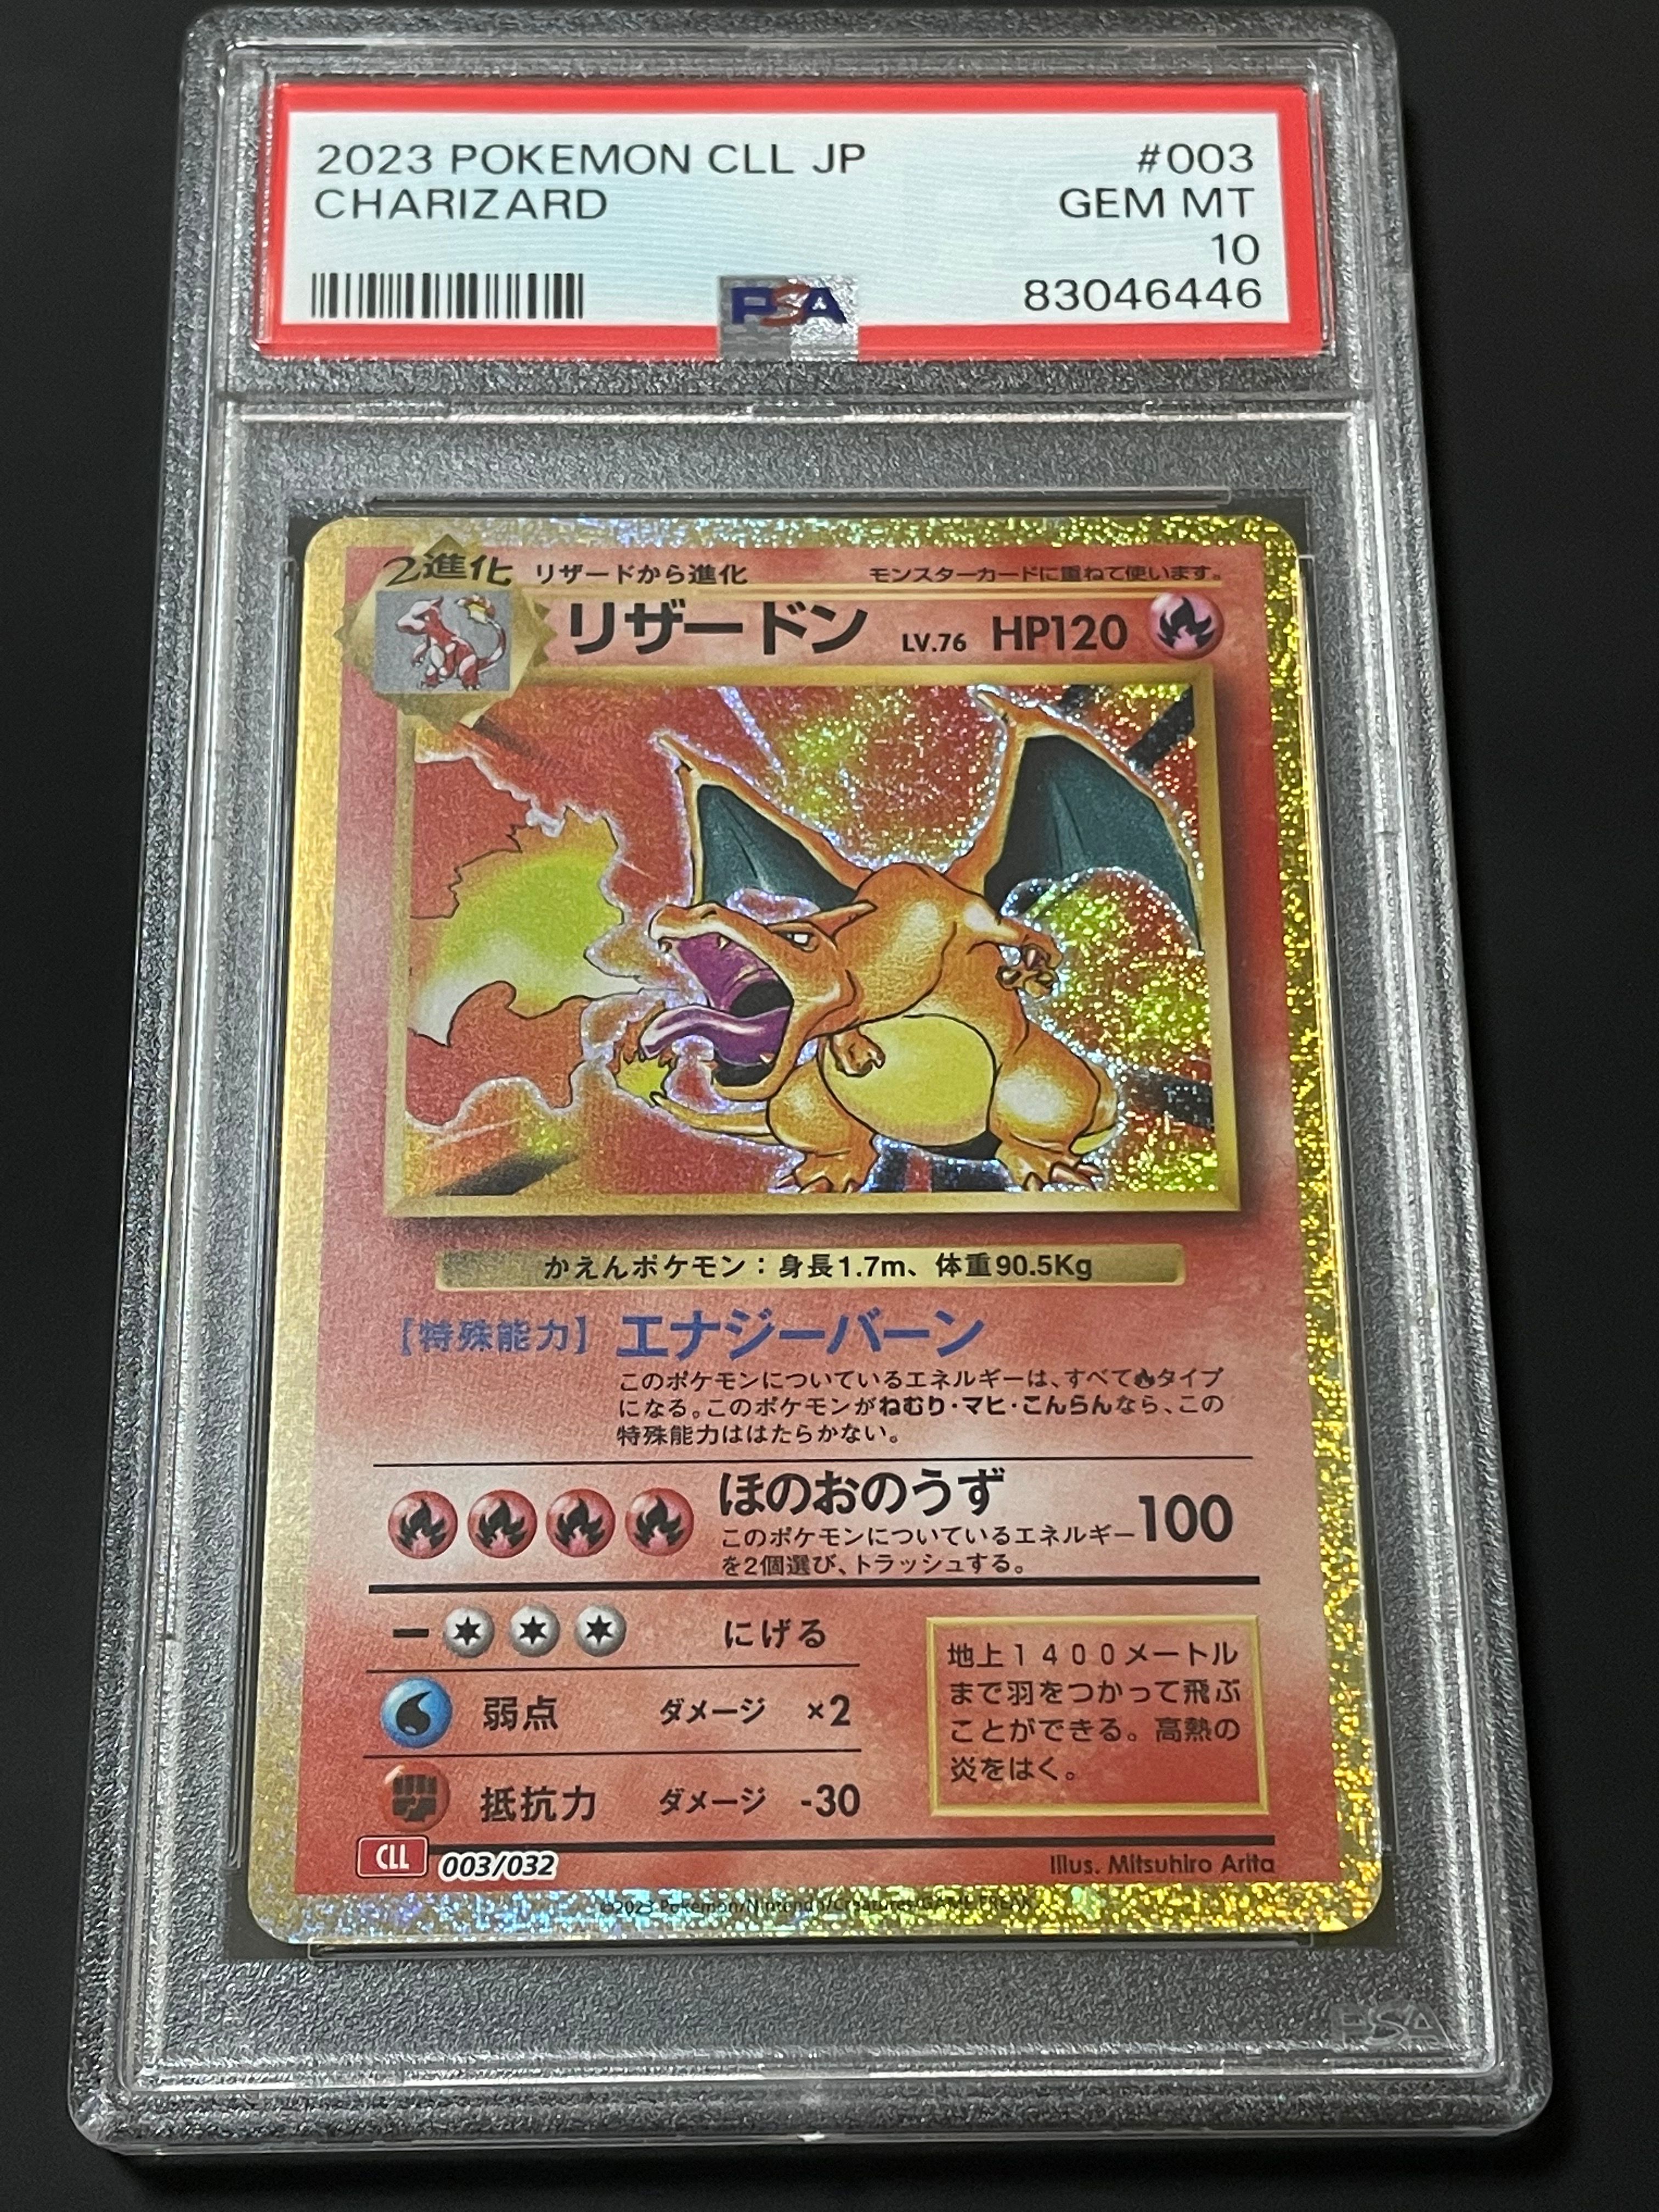 2023 POKEMON CLL JP #003
CHARIZARD GEM MT
10
PSA 83046446
2進化 リザードから進化 モンスターカードに重ねて使います。
リザードン LV.76 HP120
かえんポケモン：身長1.7m、体重90.5Kg
【特殊能力】エナジーバーン
このポケモンについているエネルギーは、すべてタイプ
になる。このポケモンがねむり・マヒ・こんらんなら、この
特殊能力ははたらかない。
ほのおのうず 100
このポケモンについているエネルギー
を2個選び、トラッシュする。
にげる
弱点 ダメージ ×2
抵抗力 ダメージ -30
地上１４００メートル
まで羽をつかって飛ぶ
ことができる。高熱の
炎をはく。
CLL 003/032 Illus. Mitsuhiro Arita
©2023 Pokémon/Nintendo/Creatures/GAME FREAK
PSA